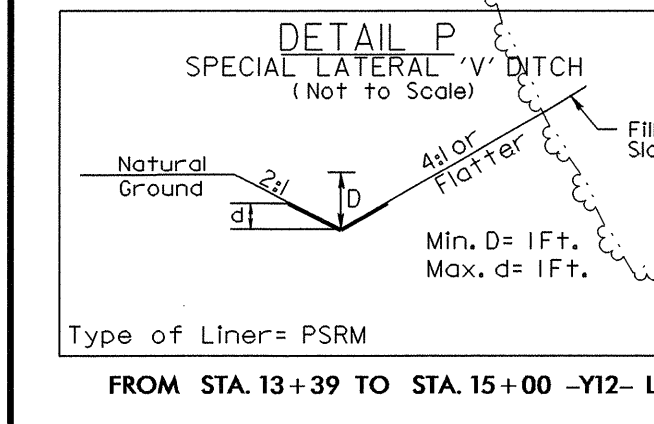 DETAIL P
SPECIAL LATERAL 'V' DITCH
(Not to Scale)
Natural
Ground
2:1
D
d
4:1 or
Flatter
Min. D= 1Ft.
Max. d= 1Ft.
Type of Liner= PSRM
FROM STA. 13+39 TO STA. 15+00 -Y12-